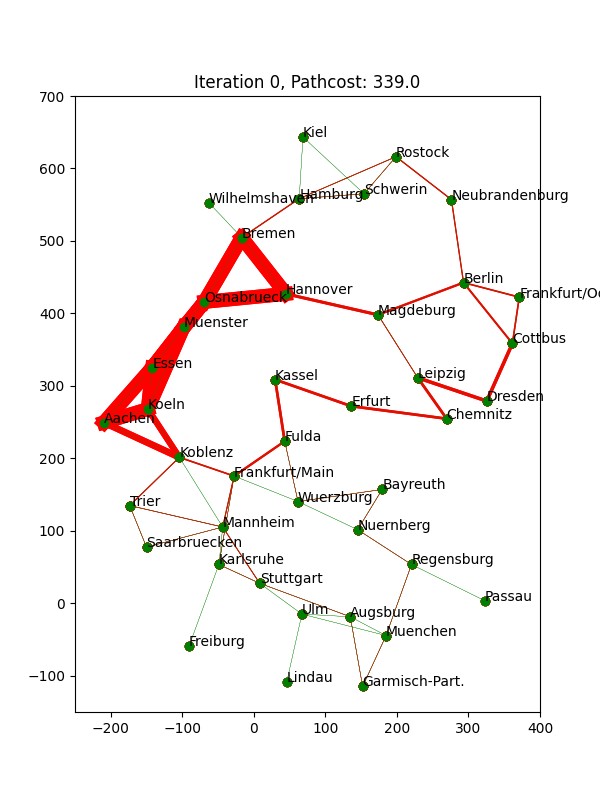 Iteration 0, Pathcost: 339.0
700
Kiel
Rostock
600
Wilhelmshaven
Hamburg
Schwerin
Neubrandenburg
Bremen
500
Berlin
Hannover
Frankfurt/O
Osnabrueck
400
Magdeburg
Muenster
Cottbus
Essen
Kassel
Leipzig
300
Koeln
Erfurt
Dresden
Aachen
Chemnitz
Fulda
Koblenz
200
Frankfurt/Main
Bayreuth
Wuerzburg
Trier
Mannheim
Nuernberg
100
Saarbruecken
Karlsruhe
Regensburg
Stuttgart
Passau
0
Ulm
Augsburg
Muenchen
Freiburg
−100
Lindau
Garmisch-Part.
−200
−100
0
100
200
300
400